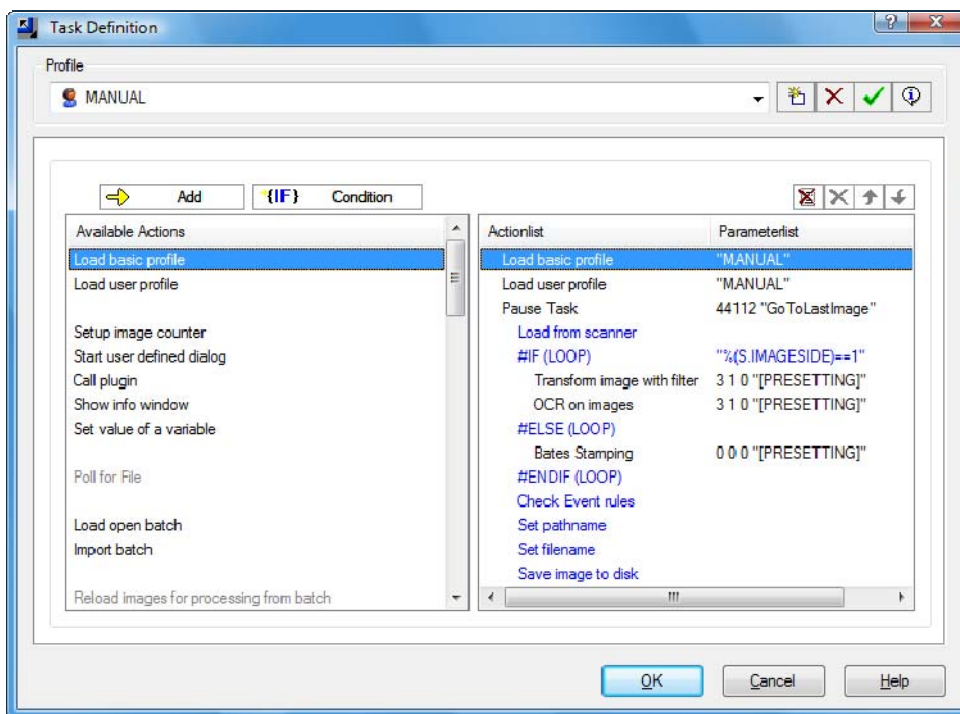 Task Definition
Profile
MANUAL
Add
{IF} Condition
Available Actions
Load basic profile
Load user profile
Setup image counter
Start user defined dialog
Call plugin
Show info window
Set value of a variable
Poll for File
Load open batch
Import batch
Reload images for processing from batch
Actionlist Parameterlist
Load basic profile "MANUAL"
Load user profile "MANUAL"
Pause Task 44112 "GoToLastImage"
Load from scanner
#IF (LOOP) "%(S.IMAGESIDE)==1"
Transform image with filter 3 1 0 "[PRESETTING]"
OCR on images 3 1 0 "[PRESETTING]"
#ELSE (LOOP)
Bates Stamping 0 0 0 "[PRESETTING]"
#ENDIF (LOOP)
Check Event rules
Set pathname
Set filename
Save image to disk
OK
Cancel
Help